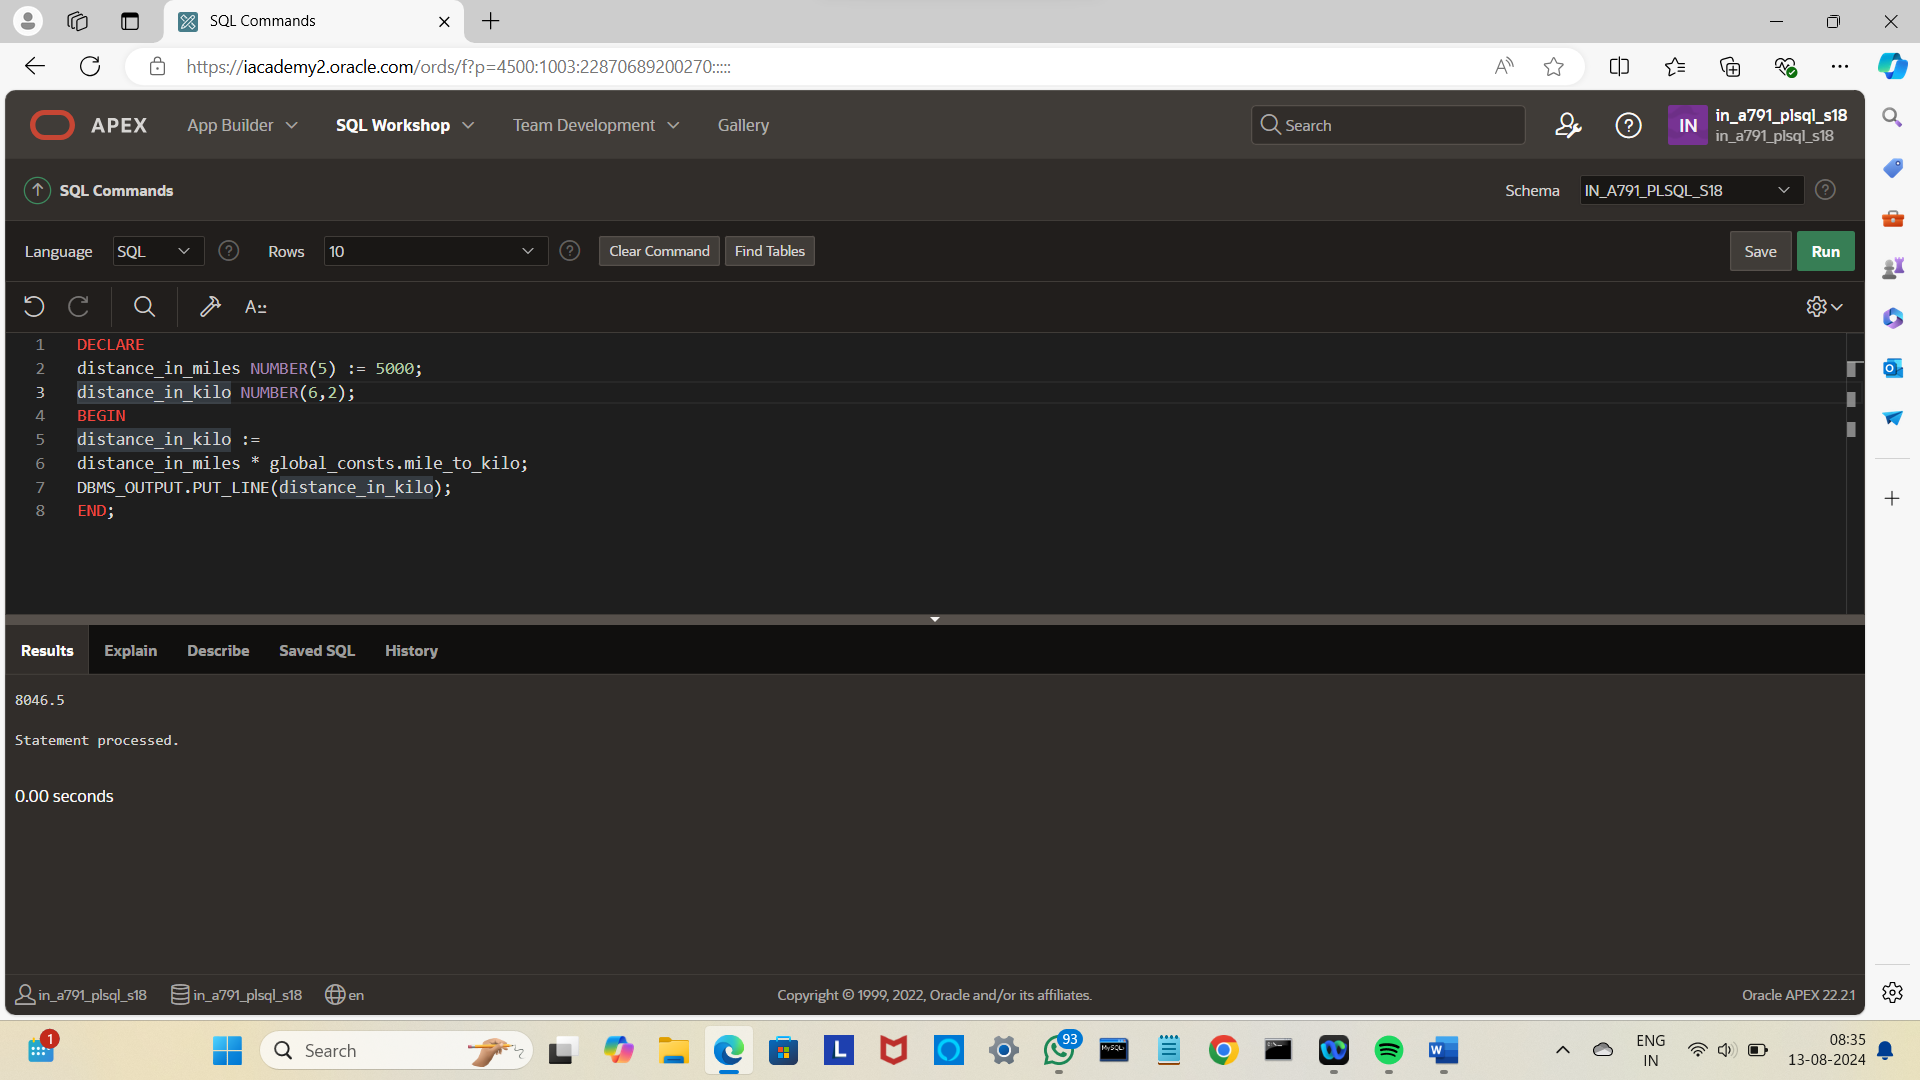 SQL Commands
https://iacademy2.oracle.com/ords/f?p=4500:1003:22870689200270:::::
APEX App Builder SQL Workshop Team Development Gallery Search IN in_a791_plsql_s18
in_a791_plsql_s18
SQL Commands Schema IN_A791_PLSQL_S18
Language SQL Rows 10 Clear Command Find Tables Save Run
A::
1 DECLARE
2 distance_in_miles NUMBER(5) := 5000;
3 distance_in_kilo NUMBER(6,2);
4 BEGIN
5 distance_in_kilo :=
6 distance_in_miles * global_consts.mile_to_kilo;
7 DBMS_OUTPUT.PUT_LINE(distance_in_kilo);
8 END;
Results Explain Describe Saved SQL History
8046.5
Statement processed.
0.00 seconds
in_a791_plsql_s18 in_a791_plsql_s18 en Copyright © 1999, 2022, Oracle and/or its affiliates. Oracle APEX 22.2.1
1 Search L 93 MySQL W ENG 08:35
IN 13-08-2024